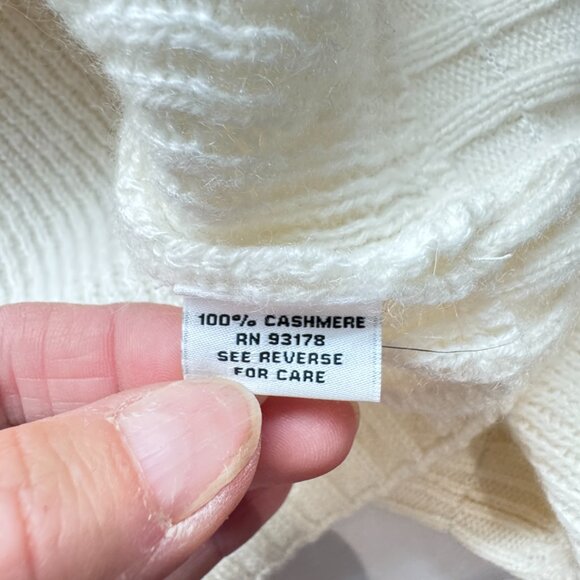 100% CASHMERE
RN 93178
SEE REVERSE
FOR CARE